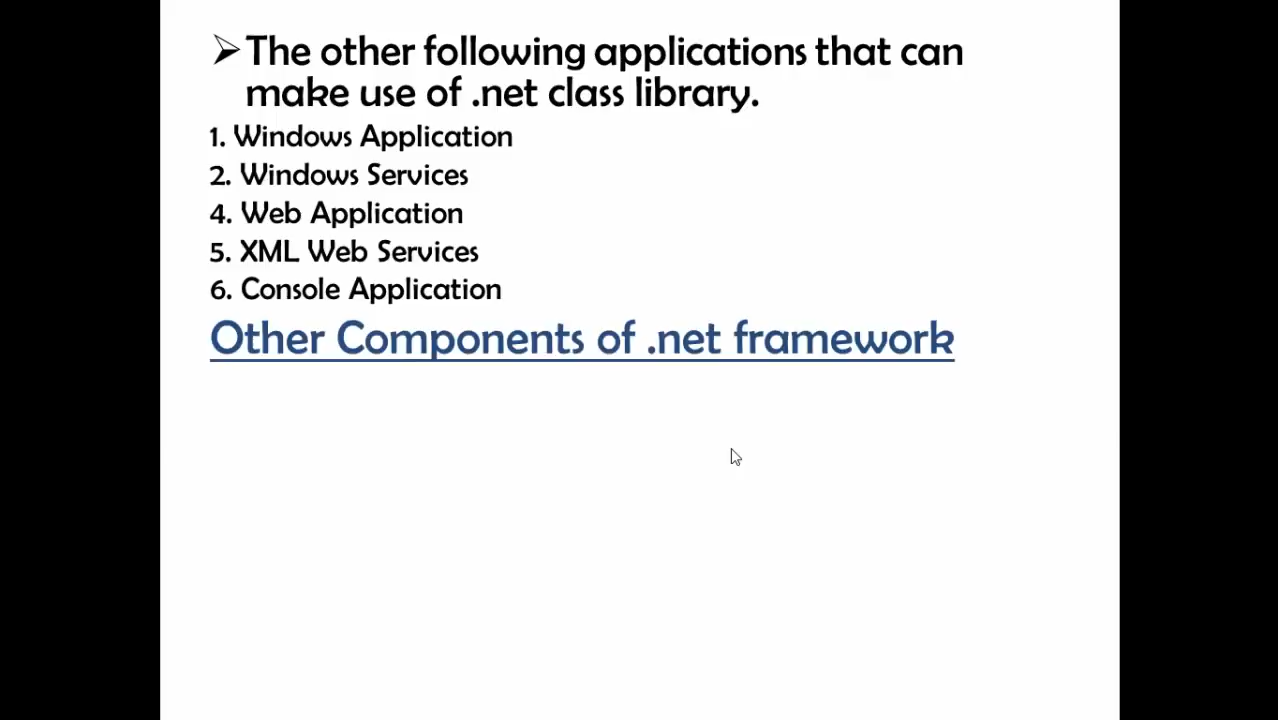 ➢The other following applications that can
make use of .net class library.
1. Windows Application
2. Windows Services
4. Web Application
5. XML Web Services
6. Console Application
Other Components of .net framework